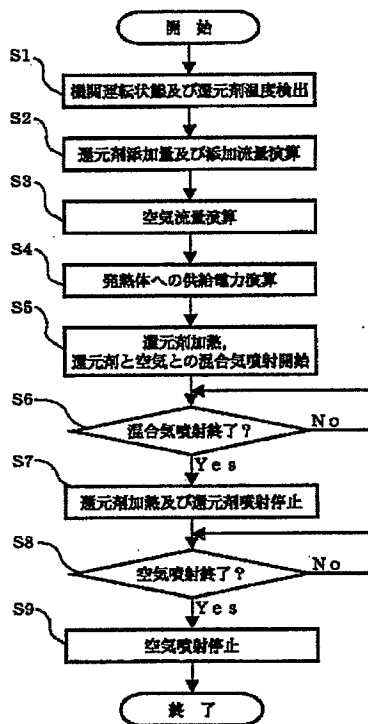 開 始
S1
機関運転状態及び還元剤温度検出
S2
還元剤添加量及び添加流量演算
S3
空気流量演算
S4
発熱体への供給電力演算
S5
還元剤加熱,
還元剤と空気との混合気噴射開始
S6
混合気噴射終了?
No
Yes
S7
還元剤加熱及び還元剤噴射停止
S8
空気噴射終了?
No
Yes
S9
空気噴射停止
終 了